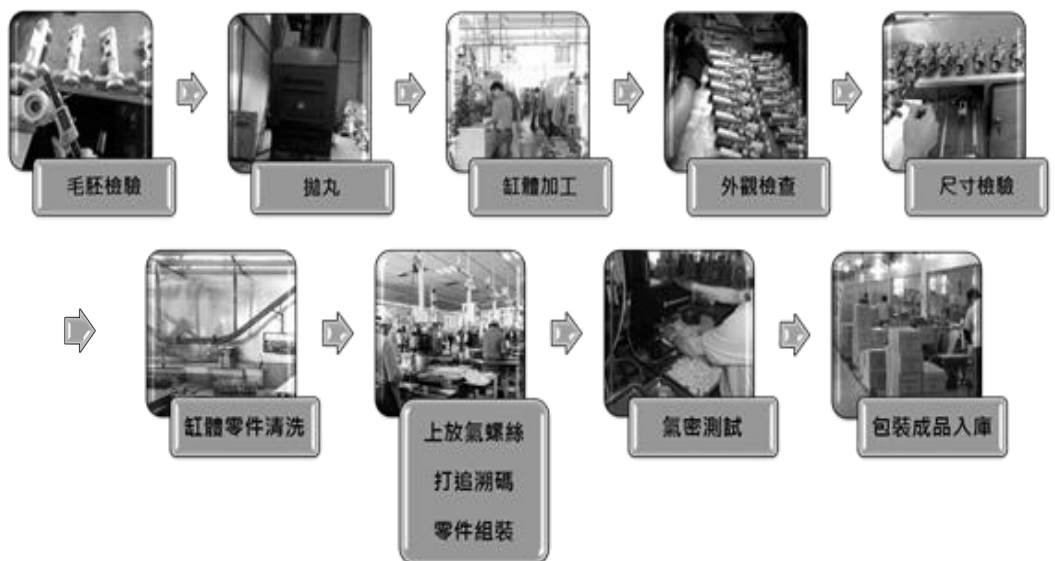 毛胚檢驗
拋丸
缸體加工
外觀檢查
尺寸檢驗
缸體零件清洗
上放氣螺絲
打追溯碼
零件組裝
氣密測試
包裝成品入庫